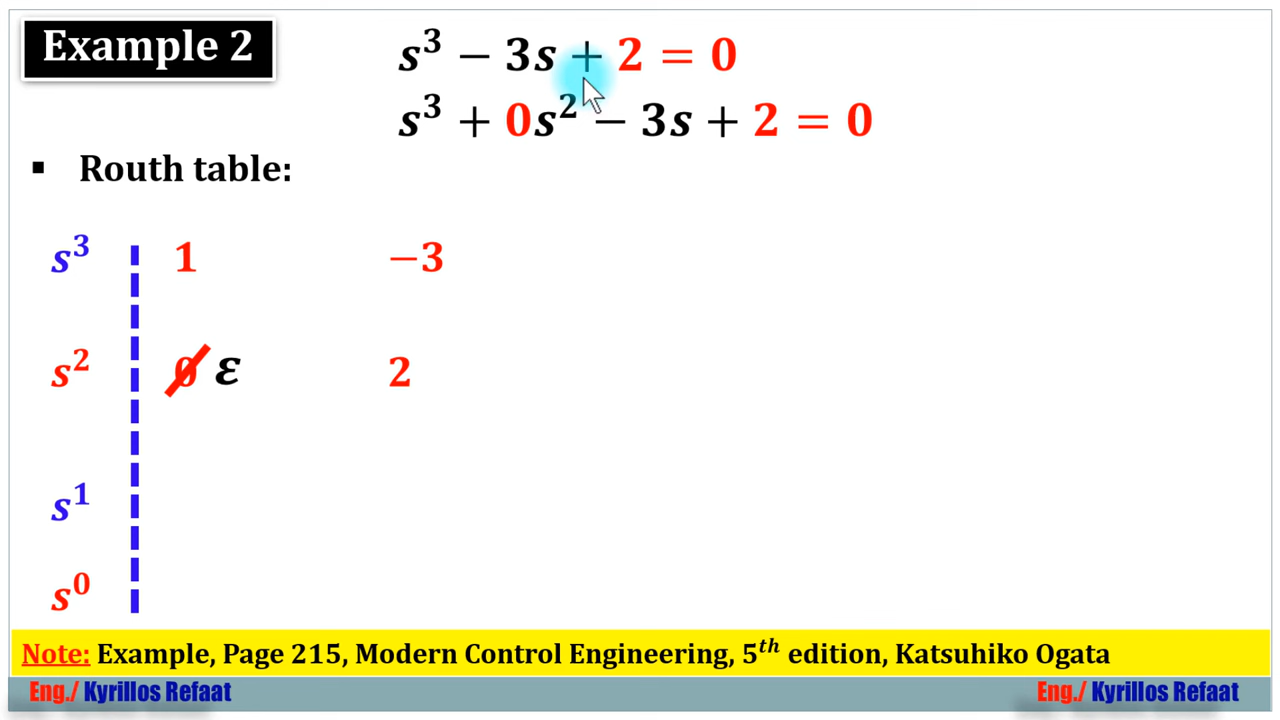 Example 2
s³ − 3s + 2 = 0
s³ + 0s² − 3s + 2 = 0
▪ Routh table:
s³ 1 −3
s² 0 ε 2
s¹
s⁰
Note: Example, Page 215, Modern Control Engineering, 5ᵗʰ edition, Katsuhiko Ogata
Eng./ Kyrillos Refaat Eng./ Kyrillos Refaat